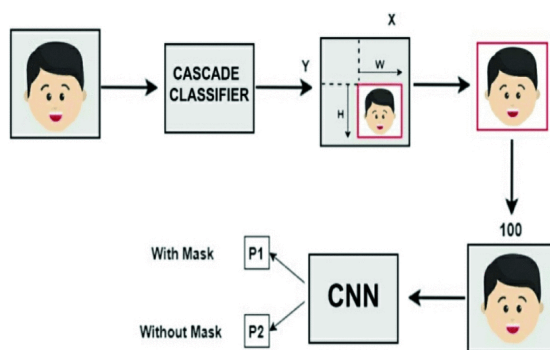 X
CASCADE
CLASSIFIER
Y
W
H
100
With Mask
P1
CNN
Without Mask
P2